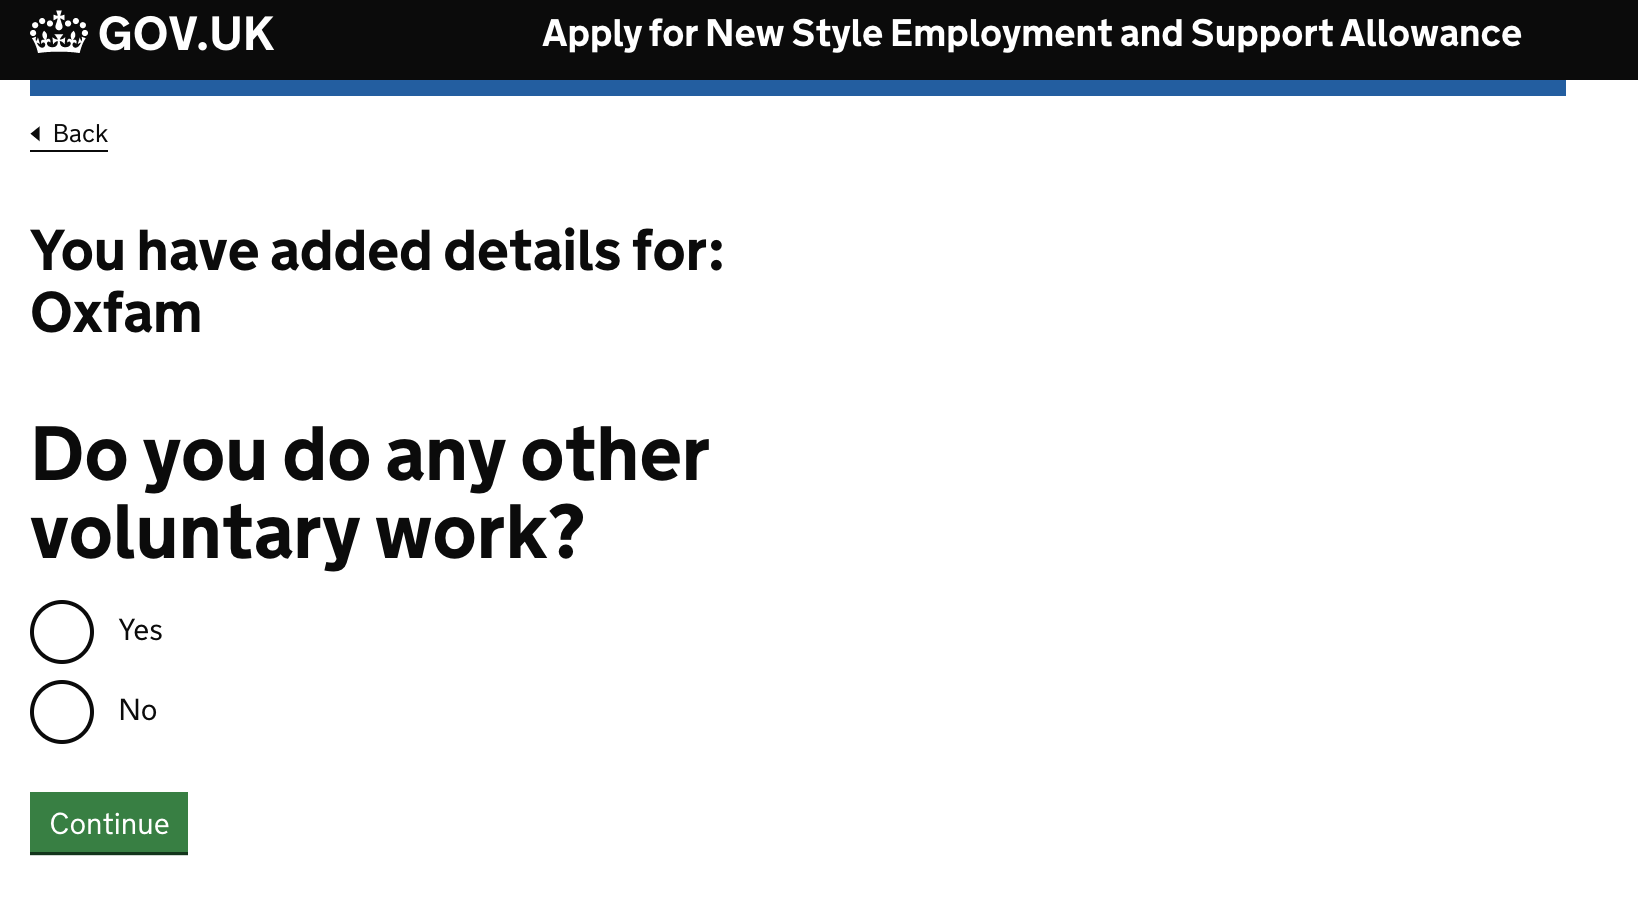 GOV.UK
Apply for New Style Employment and Support Allowance
Back
You have added details for:
Oxfam
Do you do any other
voluntary work?
Yes
No
Continue